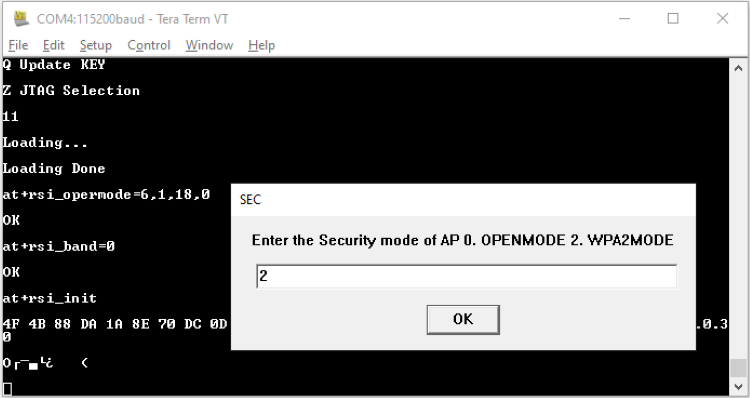 COM4:115200baud - Tera Term VT
File Edit Setup Control Window Help
Q Update KEY
Z JTAG Selection
11
Loading...
Loading Done
at+rsi_opermode=6,1,18,0
OK
at+rsi_band=0
OK
at+rsi_init
4F 4B 88 DA 1A 8E 70 DC 0D .0.3
0
SEC
Enter the Security mode of AP 0. OPENMODE 2. WPA2MODE
2
OK